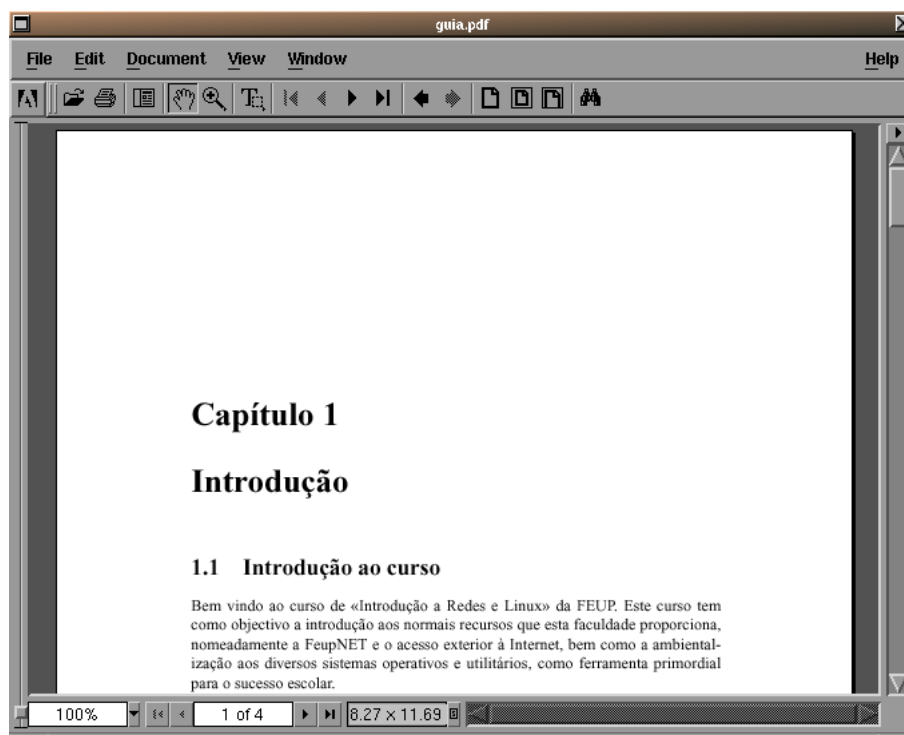 guia.pdf
File Edit Document View Window Help
Capítulo 1
Introdução
1.1 Introdução ao curso
Bem vindo ao curso de «Introdução a Redes e Linux» da FEUP. Este curso tem
como objectivo a introdução aos normais recursos que esta faculdade proporciona,
nomeadamente a FeupNET e o acesso exterior à Internet, bem como a ambiental-
ização aos diversos sistemas operativos e utilitários, como ferramenta primordial
para o sucesso escolar.
100% 1 of 4 8.27 × 11.69